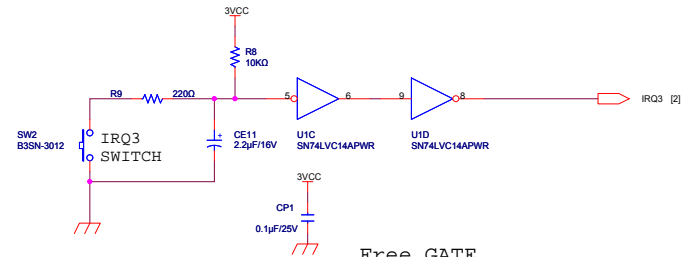 3VCC
R8
10KΩ
R9 220Ω
5 6 9 8
IRQ3 [2]
SW2
B3SN-3012
IRQ3
SWITCH
+
CE11
2.2µF/16V
U1C
SN74LVC14APWR
U1D
SN74LVC14APWR
3VCC
CP1
0.1µF/25V
Free GATE